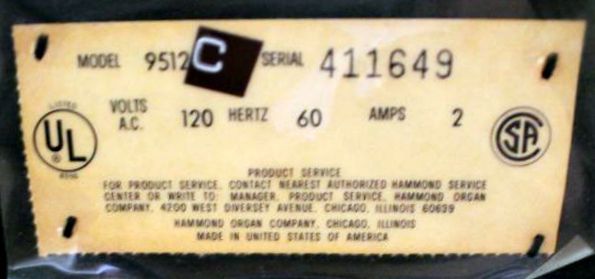 MODEL 9512C SERIAL 411649
LISTED
UL
®
VOLTS A.C. 120 HERTZ 60 AMPS 2
SA
PRODUCT SERVICE
FOR PRODUCT SERVICE, CONTACT NEAREST AUTHORIZED HAMMOND SERVICE
CENTER OR WRITE TO: MANAGER, PRODUCT SERVICE, HAMMOND ORGAN
COMPANY, 4200 WEST DIVERSEY AVENUE, CHICAGO, ILLINOIS 60639
HAMMOND ORGAN COMPANY, CHICAGO, ILLINOIS
MADE IN UNITED STATES OF AMERICA